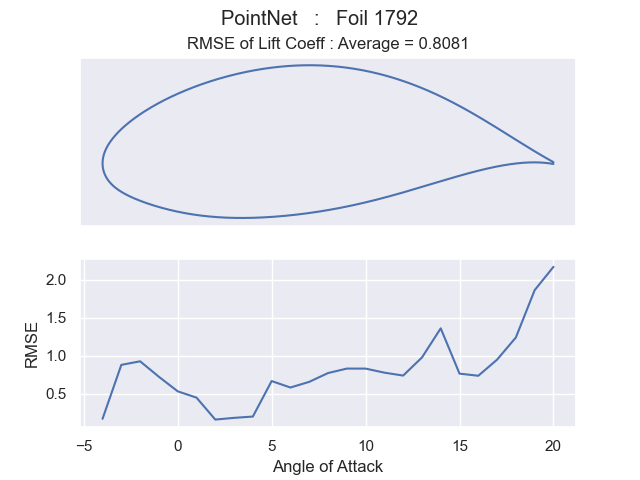 PointNet : Foil 1792
RMSE of Lift Coeff : Average = 0.8081
2.0
1.5
1.0
0.5
RMSE
−5 0 5 10 15 20
Angle of Attack